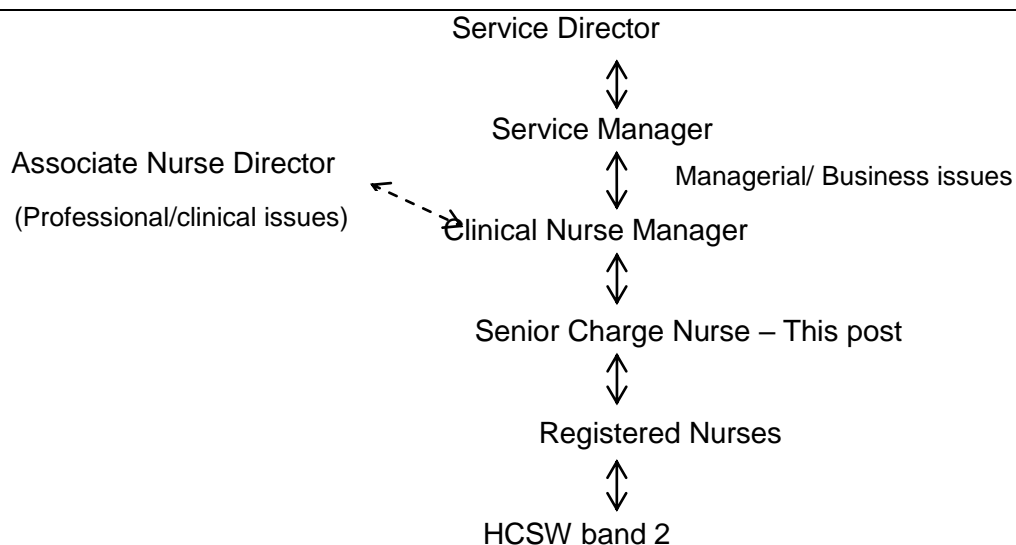 Service Director
Service Manager
Associate Nurse Director
Managerial/ Business issues
(Professional/clinical issues)
Clinical Nurse Manager
Senior Charge Nurse – This post
Registered Nurses
HCSW band 2